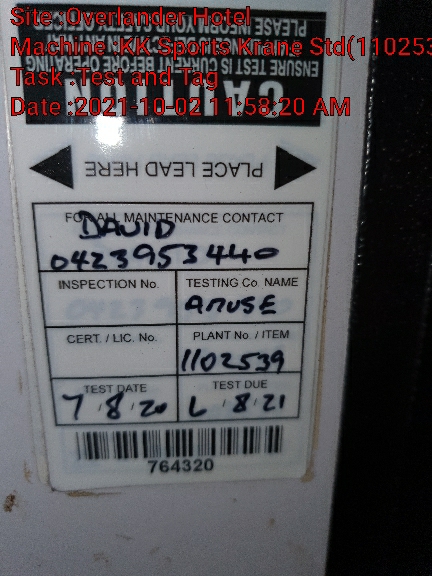 Site :Overlander Hotel
Machine :KK Sports Krane Std(1102539
Task :Test and Tag
Date :2021-10-02 11:58:20 AM
PLEASE INFORM
ENSURE TEST IS CURRENT BEFORE OPERATING
PLACE LEAD HERE
FOR ALL MAINTENANCE CONTACT
DAVID
0423953440
INSPECTION No.
TESTING Co. NAME
AMUSE
CERT. / LIC. No.
PLANT No. / ITEM
1102539
TEST DATE
7/8/20
TEST DUE
L/8/21
764320